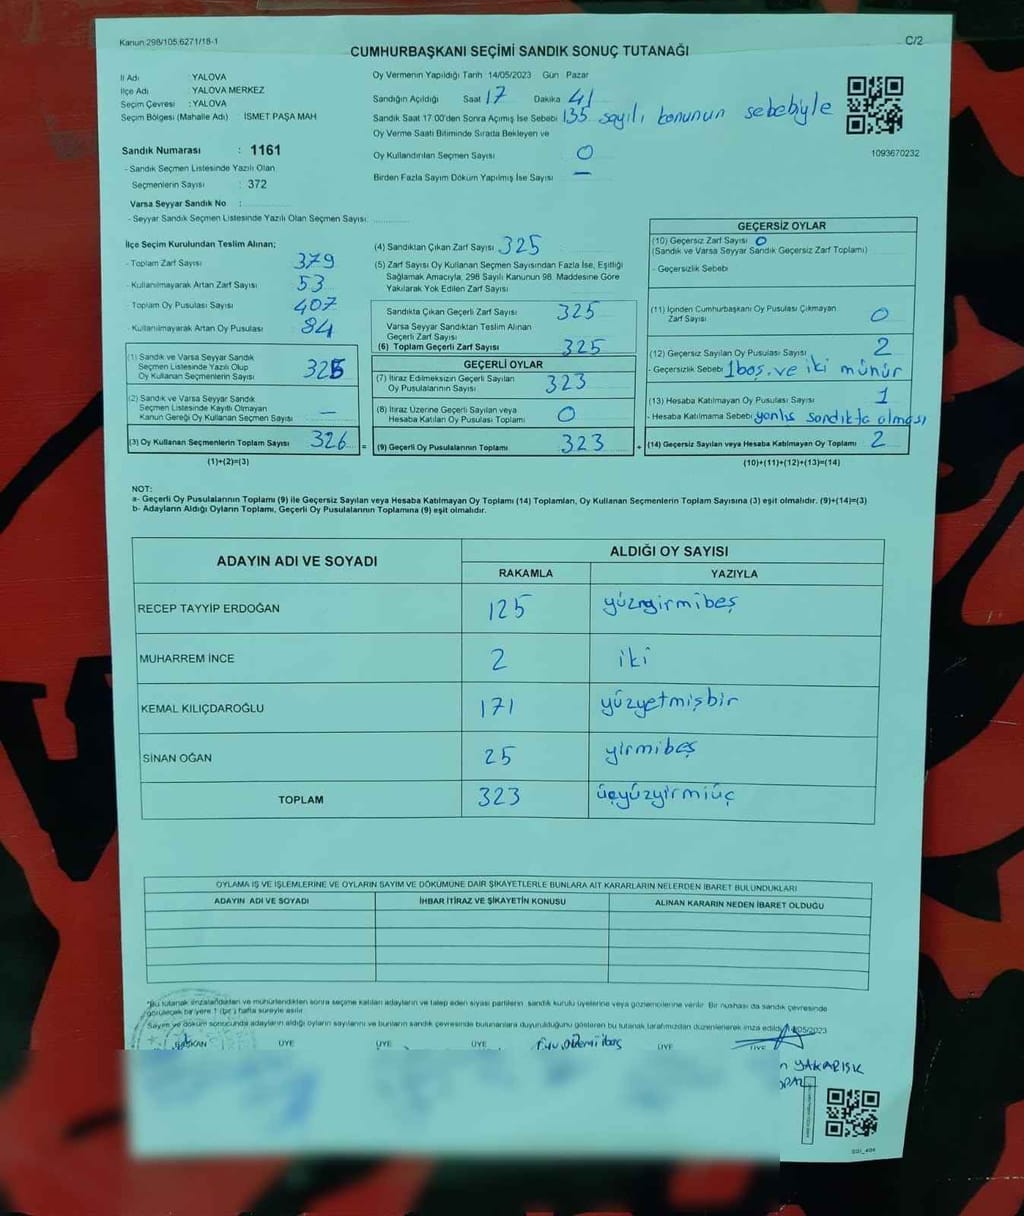 Kanun 298/105.6271/18-1
C/2
CUMHURBAŞKANI SEÇİMİ SANDIK SONUÇ TUTANAĞI
İl Adı : YALOVA
İlçe Adı : YALOVA MERKEZ
Seçim Çevresi : YALOVA
Seçim Bölgesi (Mahalle Adı) İSMET PAŞA MAH
Sandık Numarası : 1161
- Sandık Seçmen Listesinde Yazılı Olan
Seçmenlerin Sayısı : 372
Varsa Seyyar Sandık No :
- Seyyar Sandık Seçmen Listesinde Yazılı Olan Seçmen Sayısı:
Oy Vermenin Yapıldığı Tarih 14/05/2023 Gün Pazar
Sandığın Açıldığı Saat 17 Dakika 41
Sandık Saat 17.00'den Sonra Açımış İse Sebebi 135 sayılı konunun sebebiyle
Oy Verme Saati Bitiminde Sırada Bekleyen ve
Oy Kullandırılan Seçmen Sayısı 0
Birden Fazla Sayım Döküm Yapılmış İse Sayısı —
1093670232
İlçe Seçim Kurulundan Teslim Alınan;
- Toplam Zarf Sayısı 379
- Kullanılmayarak Artan Zarf Sayısı 53
- Toplam Oy Pusulası Sayısı 407
- Kullanılmayarak Artan Oy Pusulası 84
(1) Sandık ve Varsa Seyyar Sandık
Seçmen Listesinde Yazılı Olup
Oy Kullanan Seçmenlerin Sayısı 325
(2) Sandık ve Varsa Seyyar Sandık
Seçmen Listesinde Kayıtlı Olmayan
Kanun Gereği Oy Kullanan Seçmen Sayısı —
(3) Oy Kullanan Seçmenlerin Toplam Sayısı 326 =
(1)+(2)=(3)
(4) Sandıktan Çıkan Zarf Sayısı 325
(5) Zarf Sayısı Oy Kullanan Seçmen Sayısından Fazla İse, Eşitliği
Sağlamak Amacıyla, 298 Sayılı Kanunun 98. Maddesine Göre
Yakılarak Yok Edilen Zarf Sayısı
Sandıkta Çıkan Geçerli Zarf Sayısı 325
Varsa Seyyar Sandıktan Teslim Alınan
Geçerli Zarf Sayısı
(6) Toplam Geçerli Zarf Sayısı 325
GEÇERLİ OYLAR
(7) İtiraz Edilmeksizin Geçerli Sayılan
Oy Pusulalarının Sayısı 323
(8) İtiraz Üzerine Geçerli Sayılan veya
Hesaba Katılan Oy Pusulaları Toplamı 0
(9) Geçerli Oy Pusulalarının Toplamı 323 +
GEÇERSİZ OYLAR
(10) Geçersiz Zarf Sayısı 0
(Sandık ve Varsa Seyyar Sandık Geçersiz Zarf Toplamı)
- Geçersizlik Sebebi
(11) İçinden Cumhurbaşkanı Oy Pusulası Çıkmayan
Zarf Sayısı 0
(12) Geçersiz Sayılan Oy Pusulası Sayısı 2
- Geçersizlik Sebebi 1 boş. ve iki mühür
(13) Hesaba Katılmayan Oy Pusulası Sayısı 1
- Hesaba Katılmama Sebebi yanlış sandıkta olması
(14) Geçersiz Sayılan veya Hesaba Katılmayan Oy Toplamı 2
(10)+(11)+(12)+(13)=(14)
NOT:
a- Geçerli Oy Pusulalarının Toplamı (9) ile Geçersiz Sayılan veya Hesaba Katılmayan Oy Toplamı (14) Toplamları, Oy Kullanan Seçmenlerin Toplam Sayısına (3) eşit olmalıdır. (9)+(14)=(3)
b- Adayların Aldığı Oyların Toplamı, Geçerli Oy Pusulalarının Toplamına (9) eşit olmalıdır.
ADAYIN ADI VE SOYADI
ALDIĞI OY SAYISI
RAKAMLA YAZIYLA
RECEP TAYYİP ERDOĞAN 125 yüzyirmibeş
MUHARREM İNCE 2 iki
KEMAL KILIÇDAROĞLU 171 yüzyetmişbir
SİNAN OĞAN 25 yirmibeş
TOPLAM 323 üçyüzyirmiüç
OYLAMA İŞ VE İŞLEMLERİNE VE OYLARIN SAYIM VE DÖKÜMÜNE DAİR ŞİKAYETLERLE BUNLARA AİT KARARLARIN NELERDEN İBARET BULUNDUKLARI
ADAYIN ADI VE SOYADI İHBAR İTİRAZ VE ŞİKAYETİN KONUSU ALINAN KARARIN NEDEN İBARET OLDUĞU
*Bu tutanak imzalandıktan ve mühürlendikten sonra seçime katılan adayların ve talep eden siyasi partilerin, sandık kurulu üyelerine veya gözlemcilerine verilir. Bir nüshası da sandık çevresinde
görülecek bir yere 1 (bir) hafta süreyle asılır
Sayım ve döküm sonucunda adayların aldığı oyların sayılarını ve bunların sandık çevresinde bulunanlara duyurulduğunu gösteren bu tutanak tarafımızdan düzenlenerek imza edildi. 14/05/2023
BAŞKAN ÜYE ÜYE ÜYE ÜYE ÜYE
YAKARIŞIK